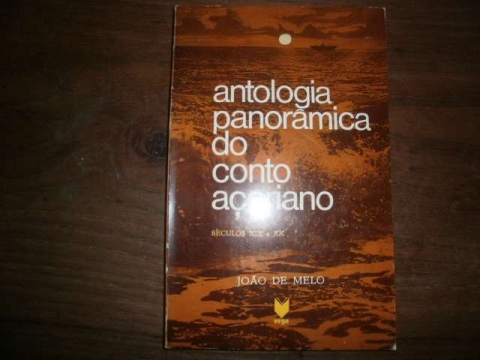 antologia
panorâmica
do
conto
açoriano
SÉCULOS XIX e XX
JOÃO DE MELO
vega